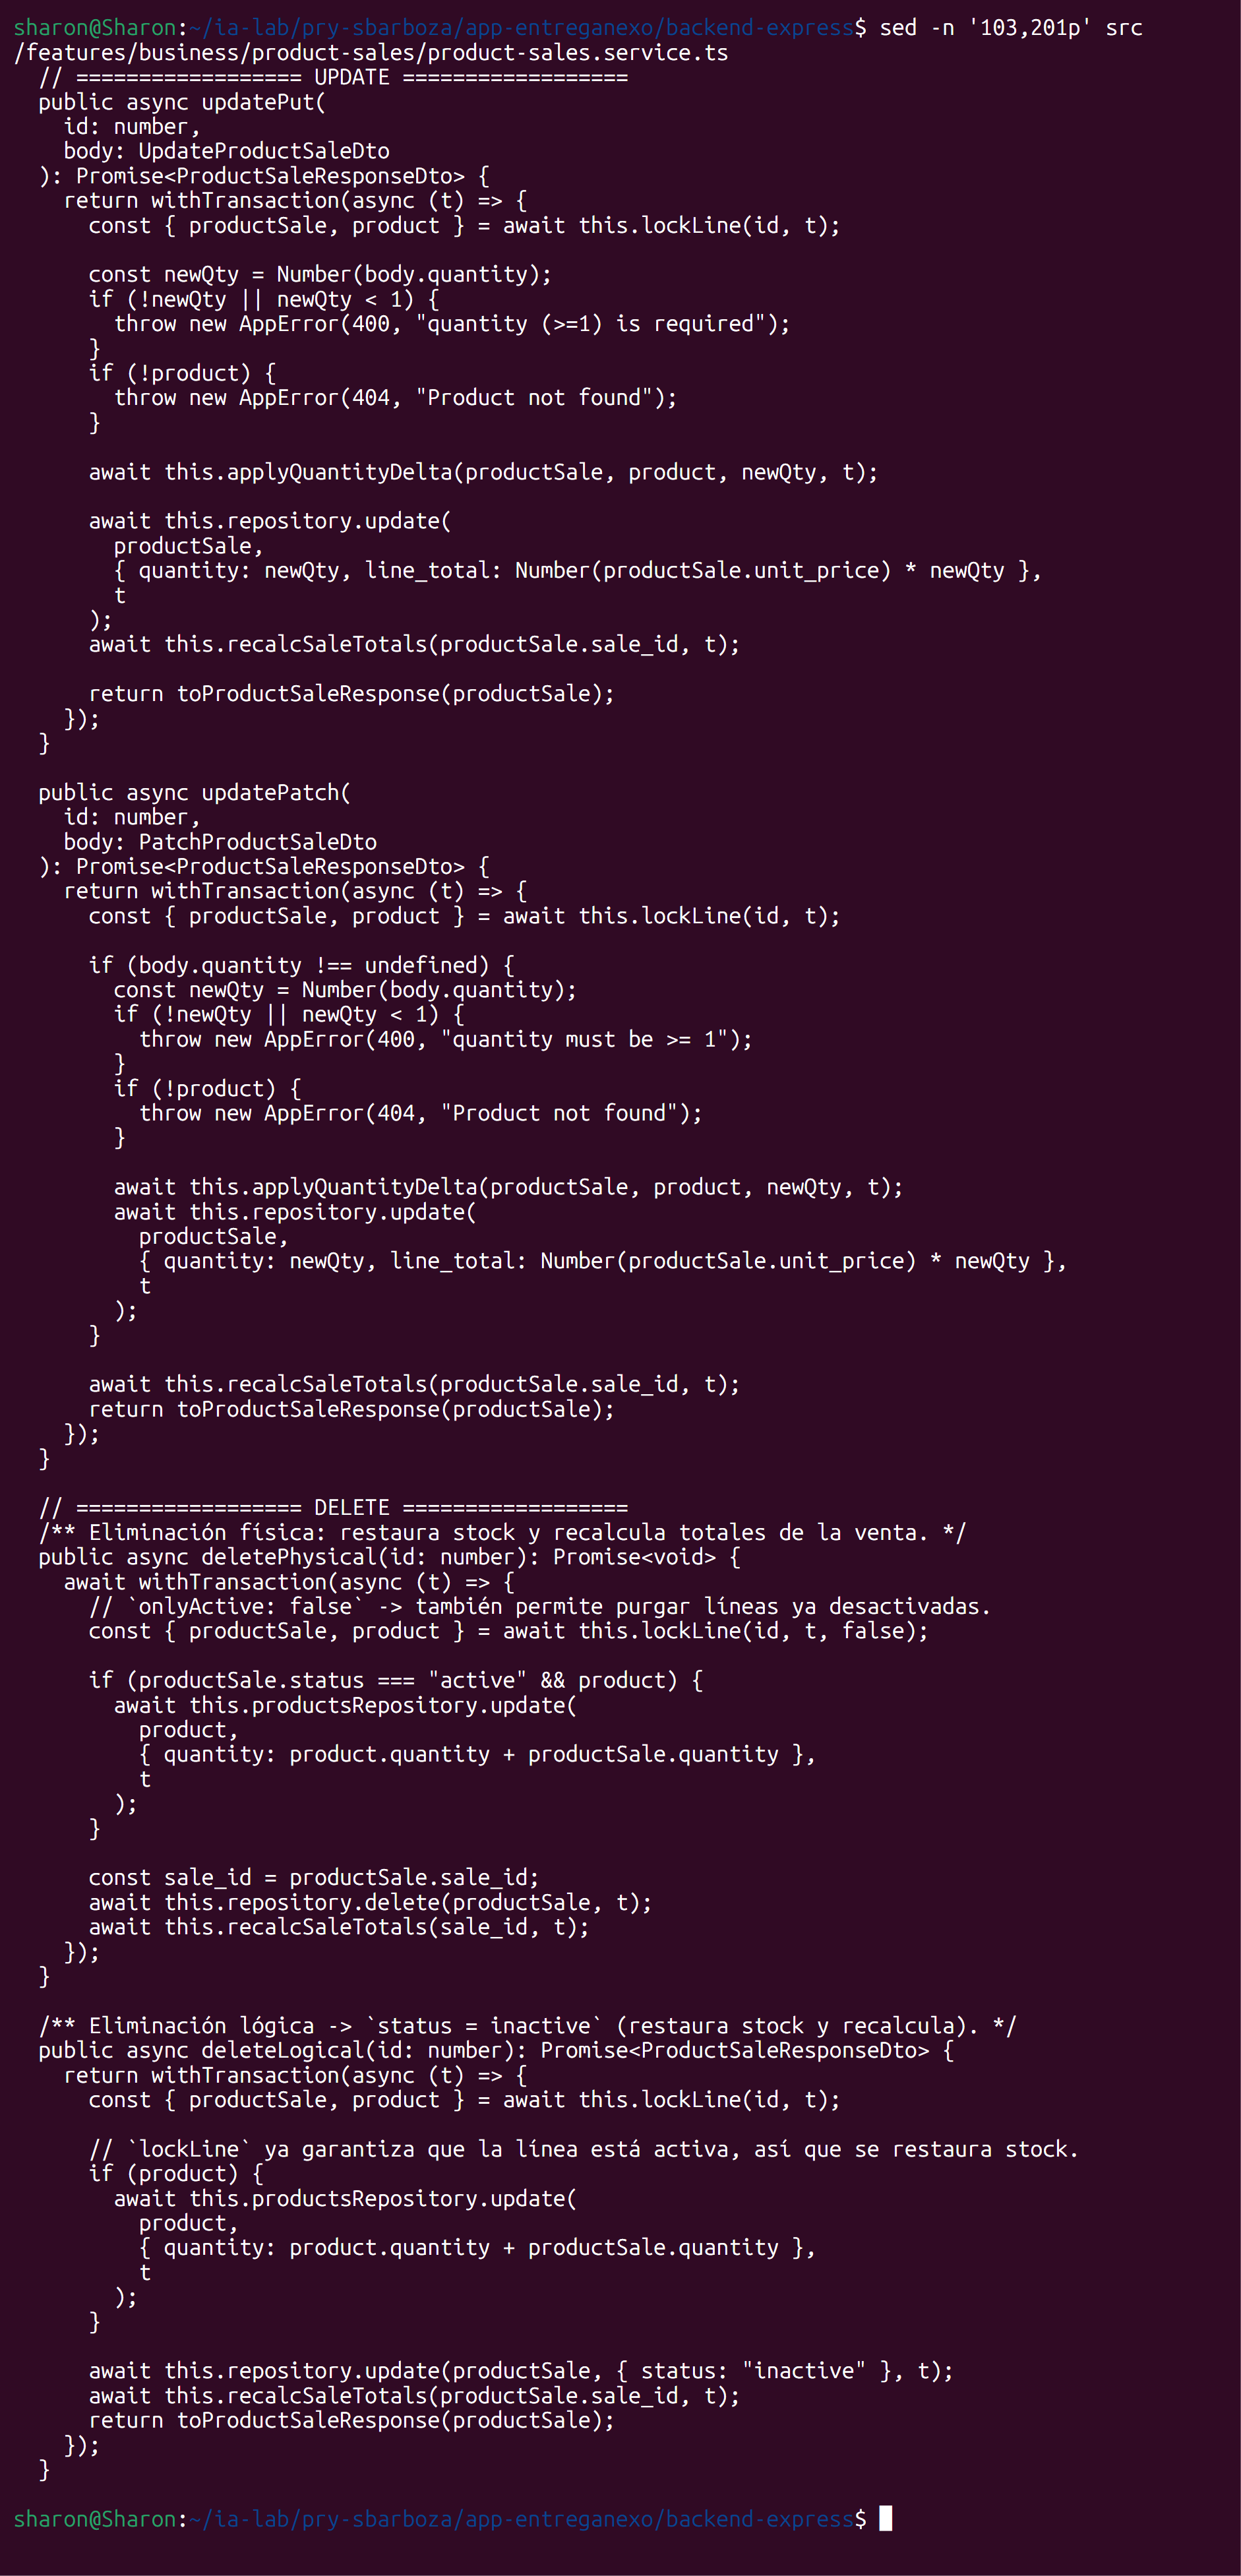 sharon@Sharon:~/ia-lab/pry-sbarboza/app-entreganexo/backend-express$ sed -n '103,201p' src
/features/business/product-sales/product-sales.service.ts
  // ================== UPDATE ==================
  public async updatePut(
    id: number,
    body: UpdateProductSaleDto
  ): Promise<ProductSaleResponseDto> {
    return withTransaction(async (t) => {
      const { productSale, product } = await this.lockLine(id, t);

      const newQty = Number(body.quantity);
      if (!newQty || newQty < 1) {
        throw new AppError(400, "quantity (>=1) is required");
      }
      if (!product) {
        throw new AppError(404, "Product not found");
      }

      await this.applyQuantityDelta(productSale, product, newQty, t);

      await this.repository.update(
        productSale,
        { quantity: newQty, line_total: Number(productSale.unit_price) * newQty },
        t
      );
      await this.recalcSaleTotals(productSale.sale_id, t);

      return toProductSaleResponse(productSale);
    });
  }

  public async updatePatch(
    id: number,
    body: PatchProductSaleDto
  ): Promise<ProductSaleResponseDto> {
    return withTransaction(async (t) => {
      const { productSale, product } = await this.lockLine(id, t);

      if (body.quantity !== undefined) {
        const newQty = Number(body.quantity);
        if (!newQty || newQty < 1) {
          throw new AppError(400, "quantity must be >= 1");
        }
        if (!product) {
          throw new AppError(404, "Product not found");
        }

        await this.applyQuantityDelta(productSale, product, newQty, t);
        await this.repository.update(
          productSale,
          { quantity: newQty, line_total: Number(productSale.unit_price) * newQty },
          t
        );
      }

      await this.recalcSaleTotals(productSale.sale_id, t);
      return toProductSaleResponse(productSale);
    });
  }

  // ================== DELETE ==================
  /** Eliminación física: restaura stock y recalcula totales de la venta. */
  public async deletePhysical(id: number): Promise<void> {
    await withTransaction(async (t) => {
      // `onlyActive: false` -> también permite purgar líneas ya desactivadas.
      const { productSale, product } = await this.lockLine(id, t, false);

      if (productSale.status === "active" && product) {
        await this.productsRepository.update(
          product,
          { quantity: product.quantity + productSale.quantity },
          t
        );
      }

      const sale_id = productSale.sale_id;
      await this.repository.delete(productSale, t);
      await this.recalcSaleTotals(sale_id, t);
    });
  }

  /** Eliminación lógica -> `status = inactive` (restaura stock y recalcula). */
  public async deleteLogical(id: number): Promise<ProductSaleResponseDto> {
    return withTransaction(async (t) => {
      const { productSale, product } = await this.lockLine(id, t);

      // `lockLine` ya garantiza que la línea está activa, así que se restaura stock.
      if (product) {
        await this.productsRepository.update(
          product,
          { quantity: product.quantity + productSale.quantity },
          t
        );
      }

      await this.repository.update(productSale, { status: "inactive" }, t);
      await this.recalcSaleTotals(productSale.sale_id, t);
      return toProductSaleResponse(productSale);
    });
  }

sharon@Sharon:~/ia-lab/pry-sbarboza/app-entreganexo/backend-express$